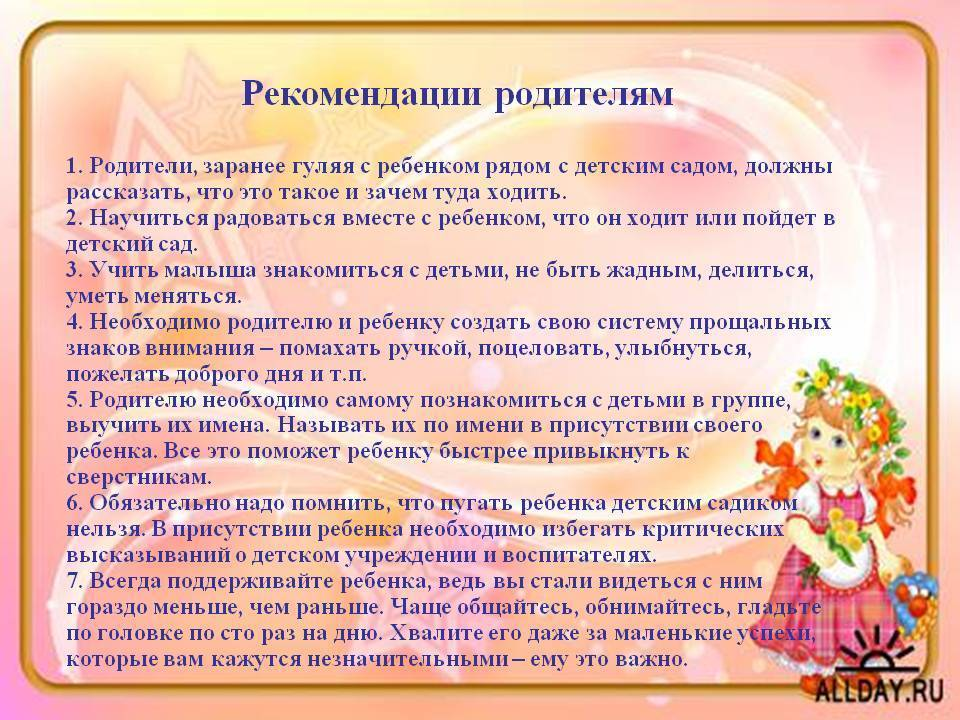 Рекомендации родителям
1. Родители, заранее гуляя с ребенком рядом с детским садом, должны
рассказать, что это такое и зачем туда ходить.
2. Научиться радоваться вместе с ребенком, что он ходит или пойдет в
детский сад.
3. Учить малыша знакомиться с детьми, не быть жадным, делиться,
уметь меняться.
4. Необходимо родителю и ребенку создать свою систему прощальных
знаков внимания – помахать ручкой, поцеловать, улыбнуться,
пожелать доброго дня и т.п.
5. Родителю необходимо самому познакомиться с детьми в группе,
выучить их имена. Называть их по имени в присутствии своего
ребенка. Все это поможет ребенку быстрее привыкнуть к
сверстникам.
6. Обязательно надо помнить, что пугать ребенка детским садиком
нельзя. В присутствии ребенка необходимо избегать критических
высказываний о детском учреждении и воспитателях.
7. Всегда поддерживайте ребенка, ведь вы стали видеться с ним
гораздо меньше, чем раньше. Чаще общайтесь, обнимайтесь, гладьте
по головке по сто раз на дню. Хвалите его даже за маленькие успехи,
которые вам кажутся незначительными – ему это важно.
ALLDAY.RU